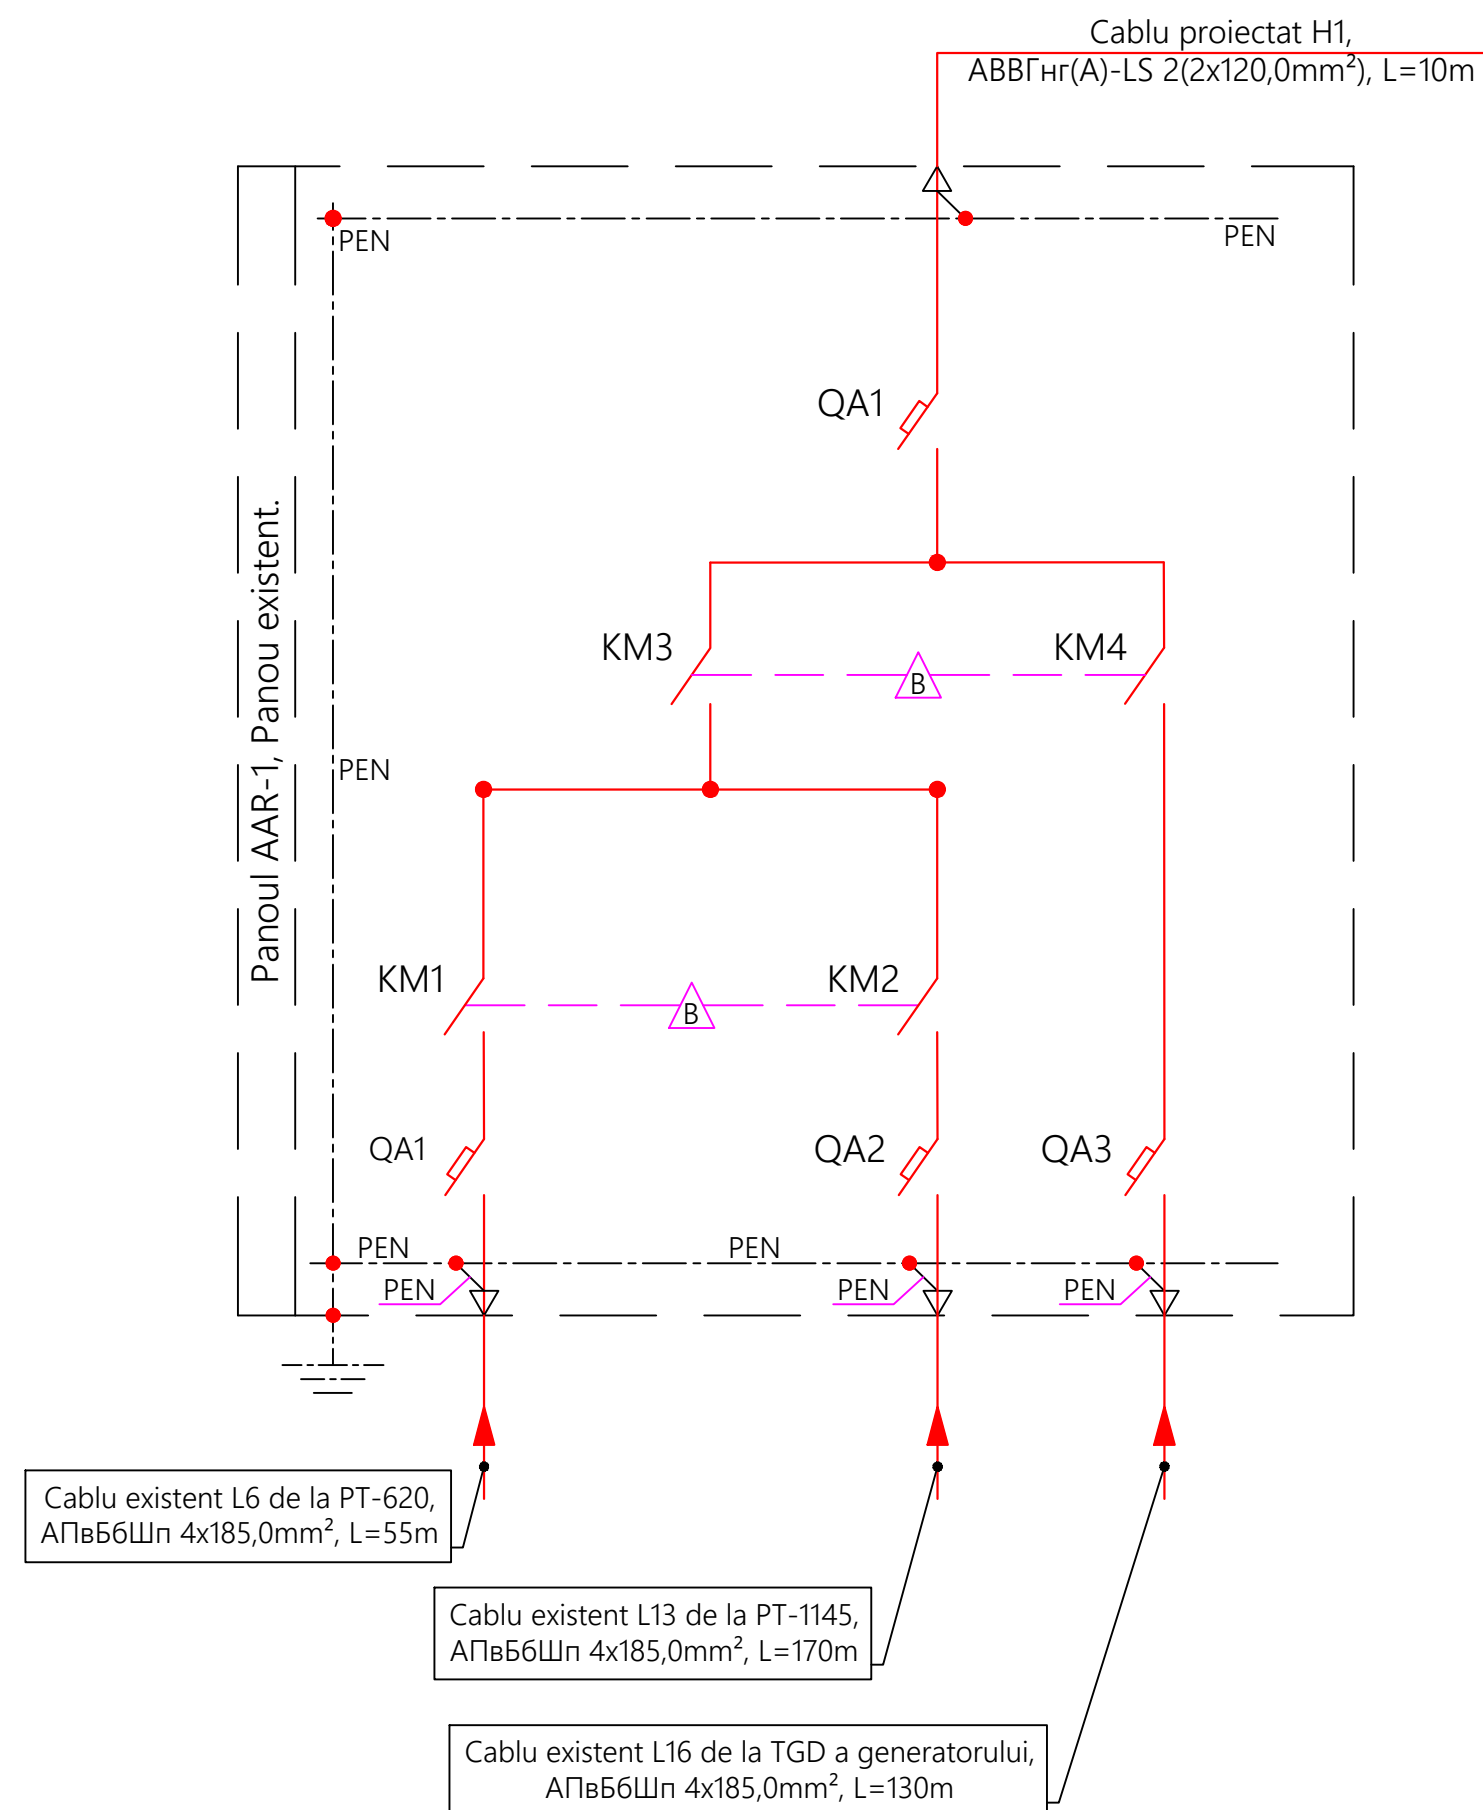 Cablu proiectat H1,
АВВГнг(А)-LS 2(2x120,0mm²), L=10m
PEN
PEN
QA1
Panoul AAR-1, Panou existent.
KM3
KM4
B
PEN
KM1
KM2
B
QA1
QA2
QA3
PEN
PEN
PEN
PEN
PEN
Cablu existent L6 de la PT-620,
АПвБбШп 4x185,0mm², L=55m
Cablu existent L13 de la PT-1145,
АПвБбШп 4x185,0mm², L=170m
Cablu existent L16 de la TGD a generatorului,
АПвБбШп 4x185,0mm², L=130m